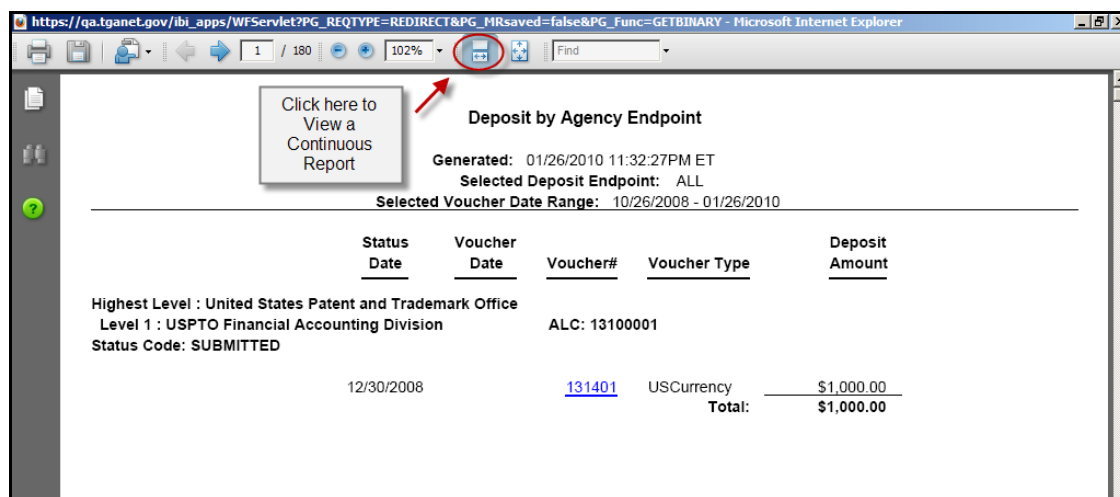 https://qa.tganet.gov/ibi_apps/WFServlet?PG_REQTYPE=REDIRECT&PG_MRsaved=false&PG_Func=GETBINARY - Microsoft Internet Explorer
1 / 180 102% Find
Click here to
View a
Continuous
Report
Deposit by Agency Endpoint
Generated: 01/26/2010 11:32:27PM ET
Selected Deposit Endpoint: ALL
Selected Voucher Date Range: 10/26/2008 - 01/26/2010
Status Voucher Deposit
Date Date Voucher# Voucher Type Amount
Highest Level : United States Patent and Trademark Office
Level 1 : USPTO Financial Accounting Division ALC: 13100001
Status Code: SUBMITTED
12/30/2008 131401 USCurrency $1,000.00
Total: $1,000.00